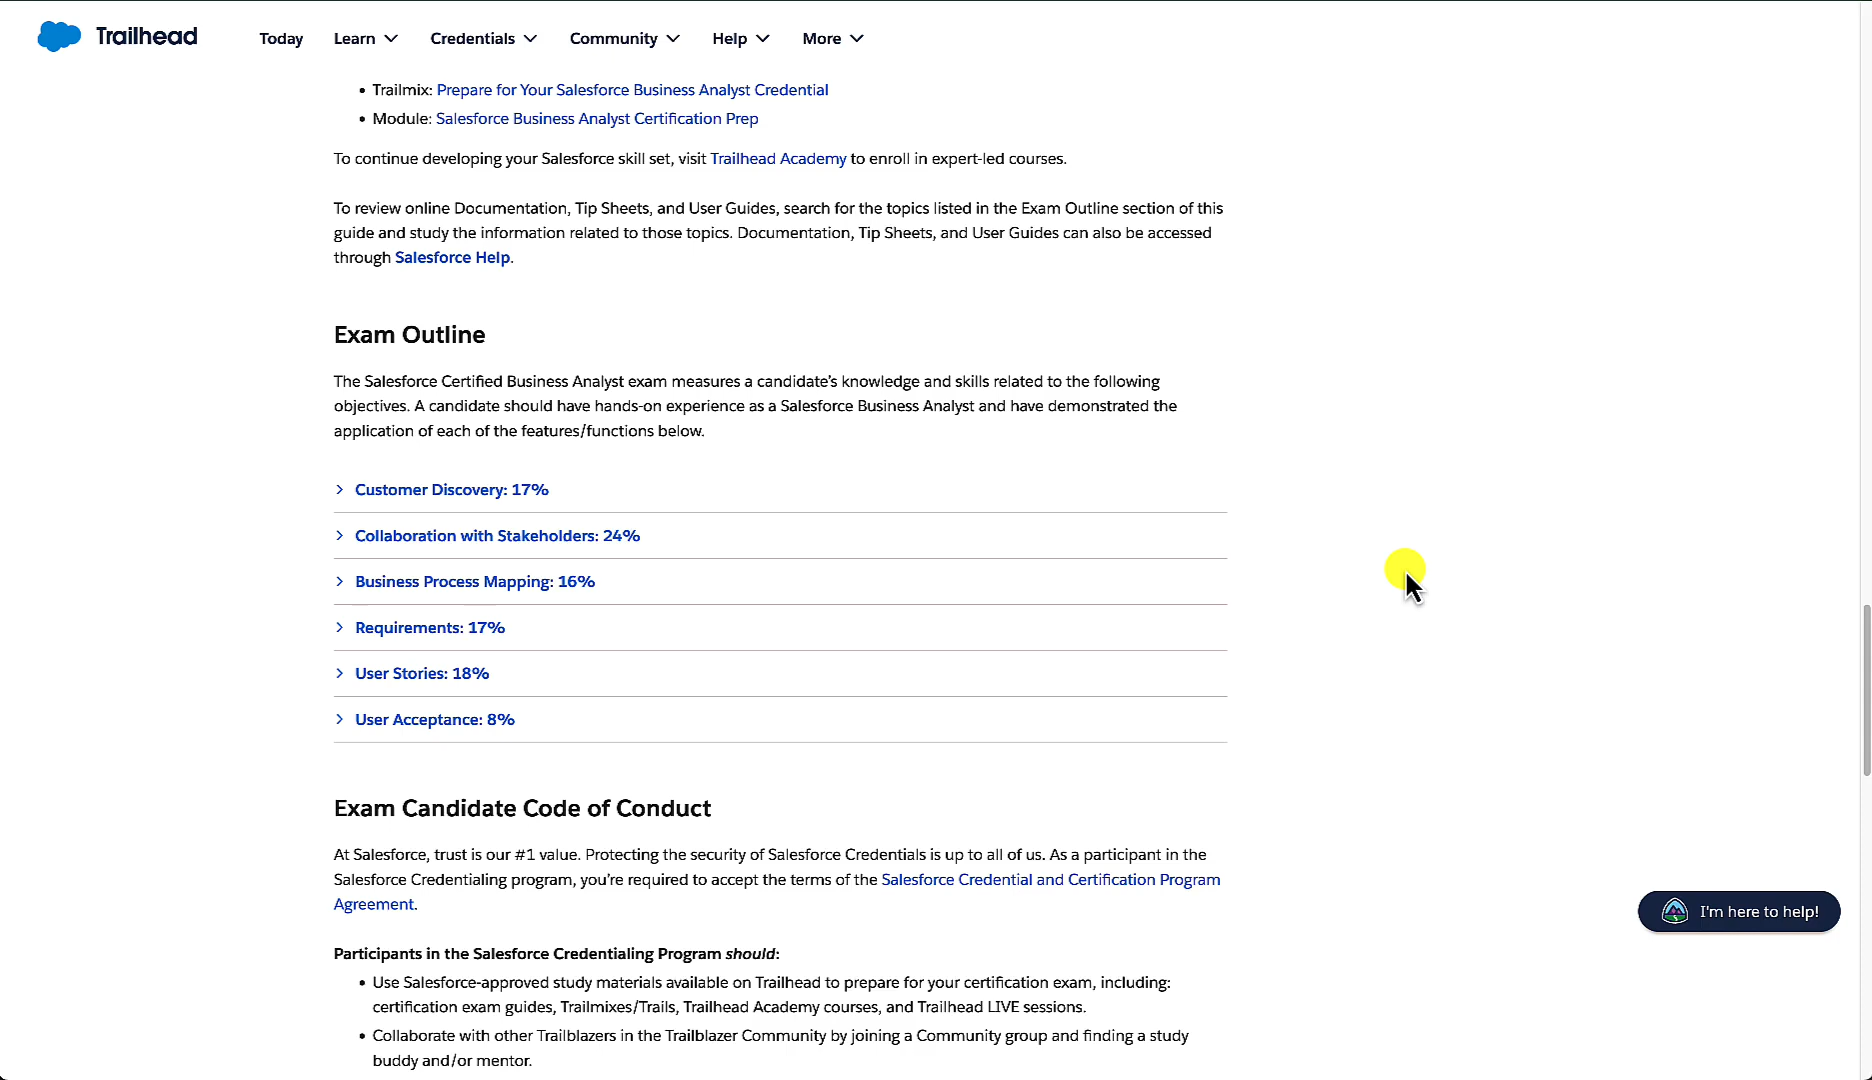 Trailhead
Today Learn Credentials Community Help More
• Trailmix: Prepare for Your Salesforce Business Analyst Credential
• Module: Salesforce Business Analyst Certification Prep
To continue developing your Salesforce skill set, visit Trailhead Academy to enroll in expert-led courses.
To review online Documentation, Tip Sheets, and User Guides, search for the topics listed in the Exam Outline section of this
guide and study the information related to those topics. Documentation, Tip Sheets, and User Guides can also be accessed
through Salesforce Help.
Exam Outline
The Salesforce Certified Business Analyst exam measures a candidate’s knowledge and skills related to the following
objectives. A candidate should have hands-on experience as a Salesforce Business Analyst and have demonstrated the
application of each of the features/functions below.
Customer Discovery: 17%
Collaboration with Stakeholders: 24%
Business Process Mapping: 16%
Requirements: 17%
User Stories: 18%
User Acceptance: 8%
Exam Candidate Code of Conduct
At Salesforce, trust is our #1 value. Protecting the security of Salesforce Credentials is up to all of us. As a participant in the
Salesforce Credentialing program, you’re required to accept the terms of the Salesforce Credential and Certification Program
Agreement.
I'm here to help!
Participants in the Salesforce Credentialing Program should:
• Use Salesforce-approved study materials available on Trailhead to prepare for your certification exam, including:
certification exam guides, Trailmixes/Trails, Trailhead Academy courses, and Trailhead LIVE sessions.
• Collaborate with other Trailblazers in the Trailblazer Community by joining a Community group and finding a study
buddy and/or mentor.